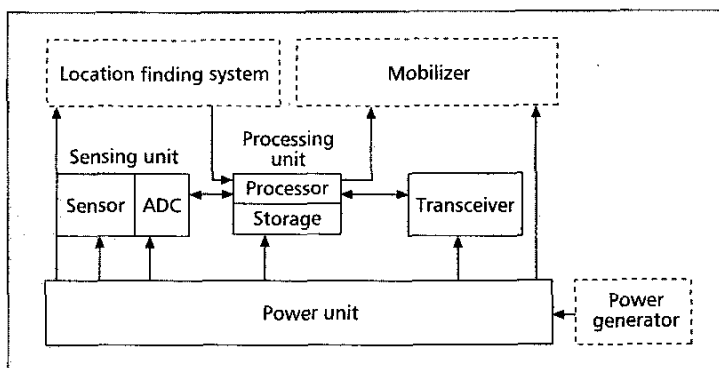 Location finding system
Mobilizer
Sensing unit
Processing
unit
Sensor
ADC
Processor
Storage
Transceiver
Power unit
Power
generator